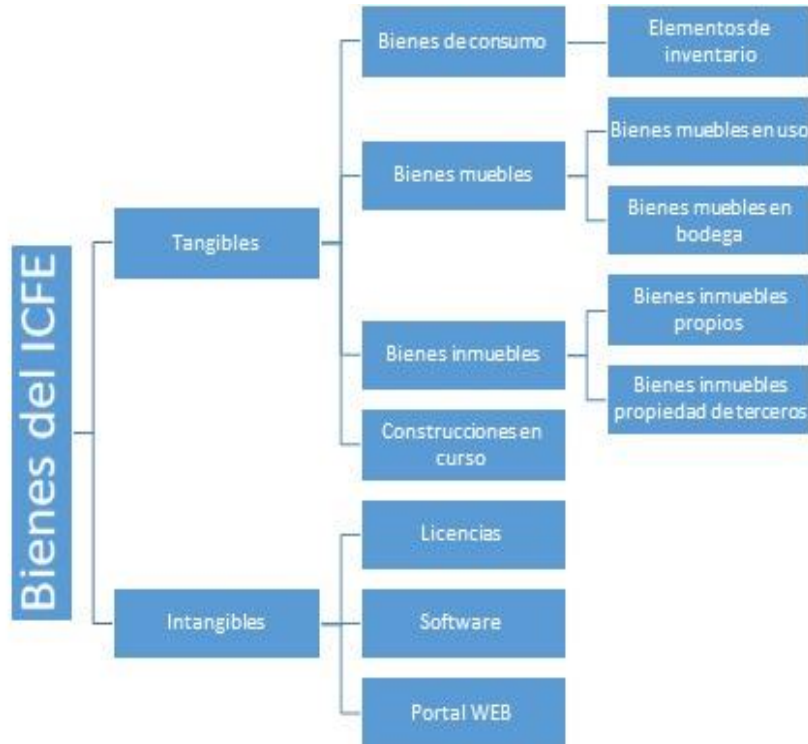 Bienes del ICFE
Tangibles
Bienes de consumo
Elementos de
inventario
Bienes muebles
Bienes muebles en uso
Bienes muebles en
bodega
Bienes inmuebles
Bienes inmuebles
propios
Bienes inmuebles
propiedad de terceros
Construcciones en
curso
Intangibles
Licencias
Software
Portal WEB